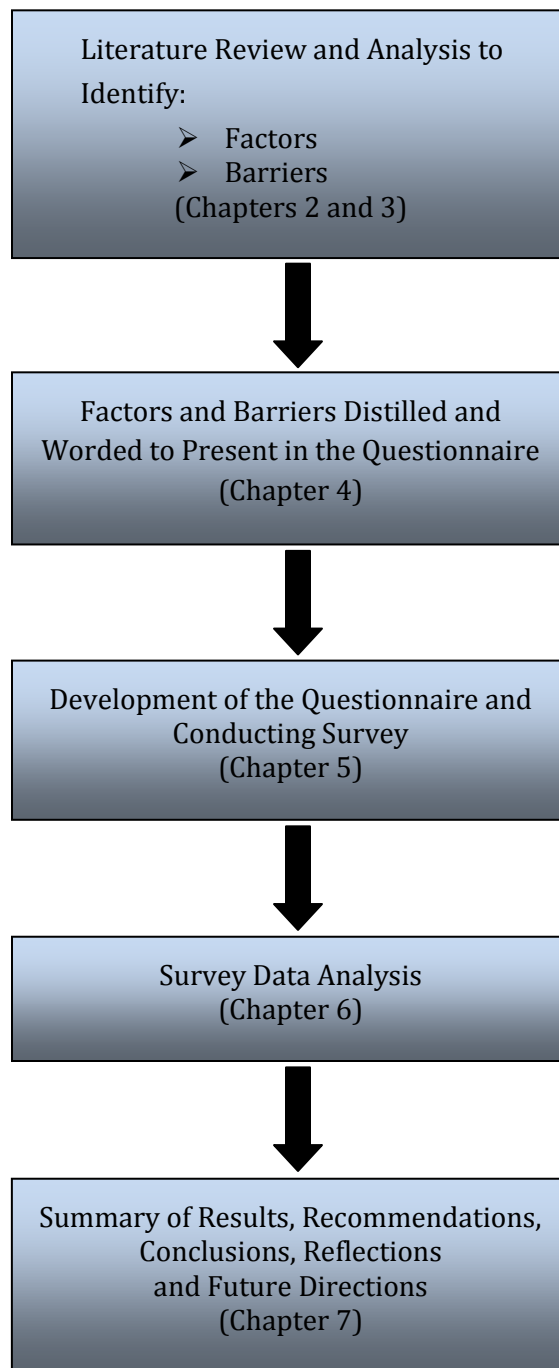 Literature Review and Analysis to
Identify:
➢ Factors
➢ Barriers
(Chapters 2 and 3)
Factors and Barriers Distilled and
Worded to Present in the Questionnaire
(Chapter 4)
Development of the Questionnaire and
Conducting Survey
(Chapter 5)
Survey Data Analysis
(Chapter 6)
Summary of Results, Recommendations,
Conclusions, Reflections
and Future Directions
(Chapter 7)